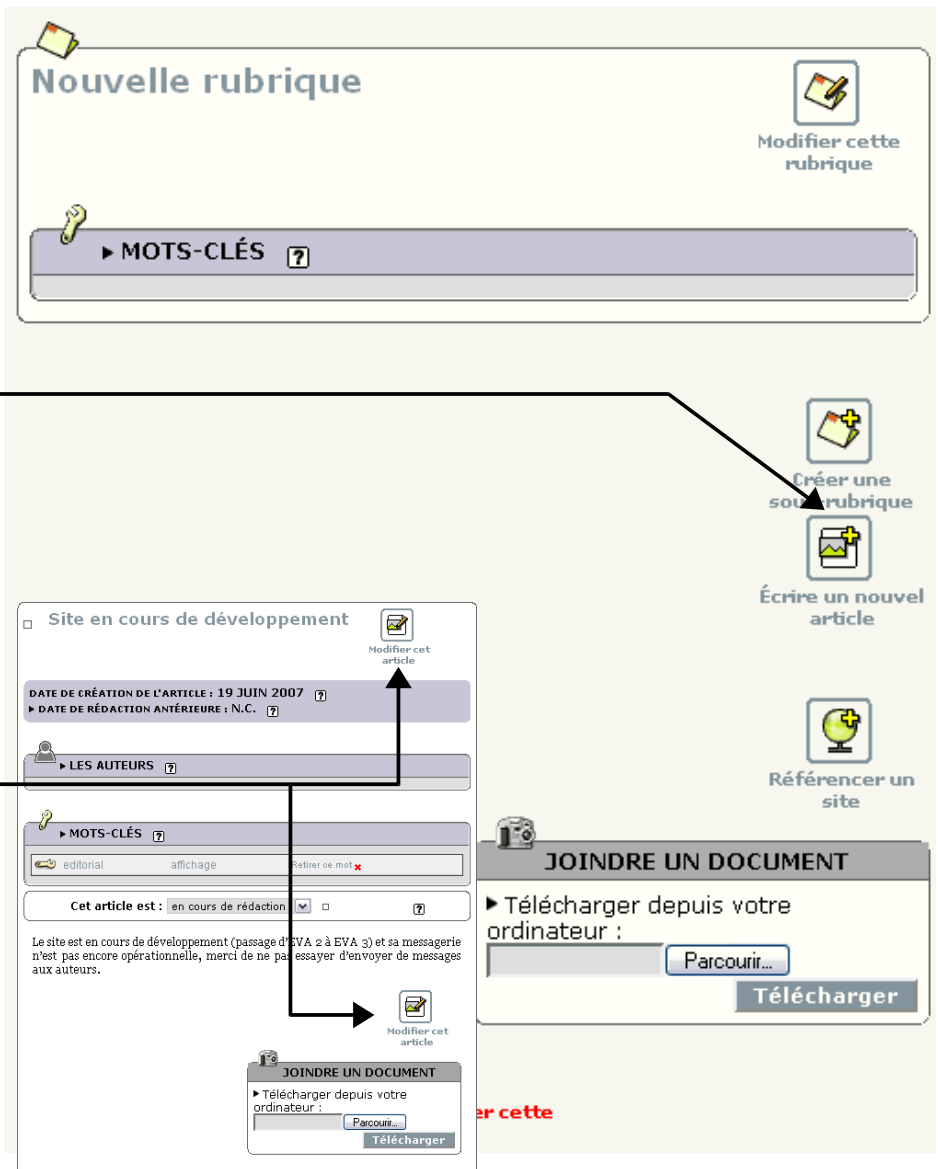 Nouvelle rubrique
Modifier cette
rubrique
MOTS-CLÉS ?
Créer une
sous-rubrique
Écrire un nouvel
article
Référencer un
site
JOINDRE UN DOCUMENT
Télécharger depuis votre
ordinateur :
Parcourir...
Télécharger
er cette
Site en cours de développement
Modifier cet
article
DATE DE CRÉATION DE L'ARTICLE : 19 JUIN 2007 ?
DATE DE RÉDACTION ANTÉRIEURE : N.C. ?
LES AUTEURS ?
MOTS-CLÉS ?
editorial affichage Retirer ce mot
Cet article est : en cours de rédaction ?
Le site est en cours de développement (passage d'EVA 2 à EVA 3) et sa messagerie
n'est pas encore opérationnelle, merci de ne pas essayer d'envoyer de messages
aux auteurs.
Modifier cet
article
JOINDRE UN DOCUMENT
Télécharger depuis votre
ordinateur :
Parcourir...
Télécharger